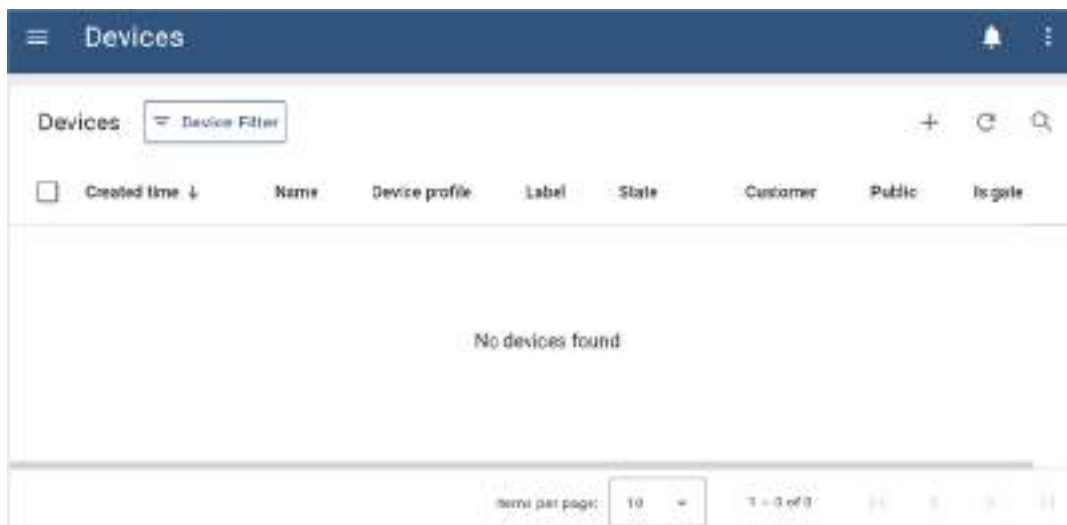 Devices
Devices Device Filter
Created time ↓ Name Device profile Label State Customer Public Is gate
No devices found
Items per page: 10 1 – 0 of 0